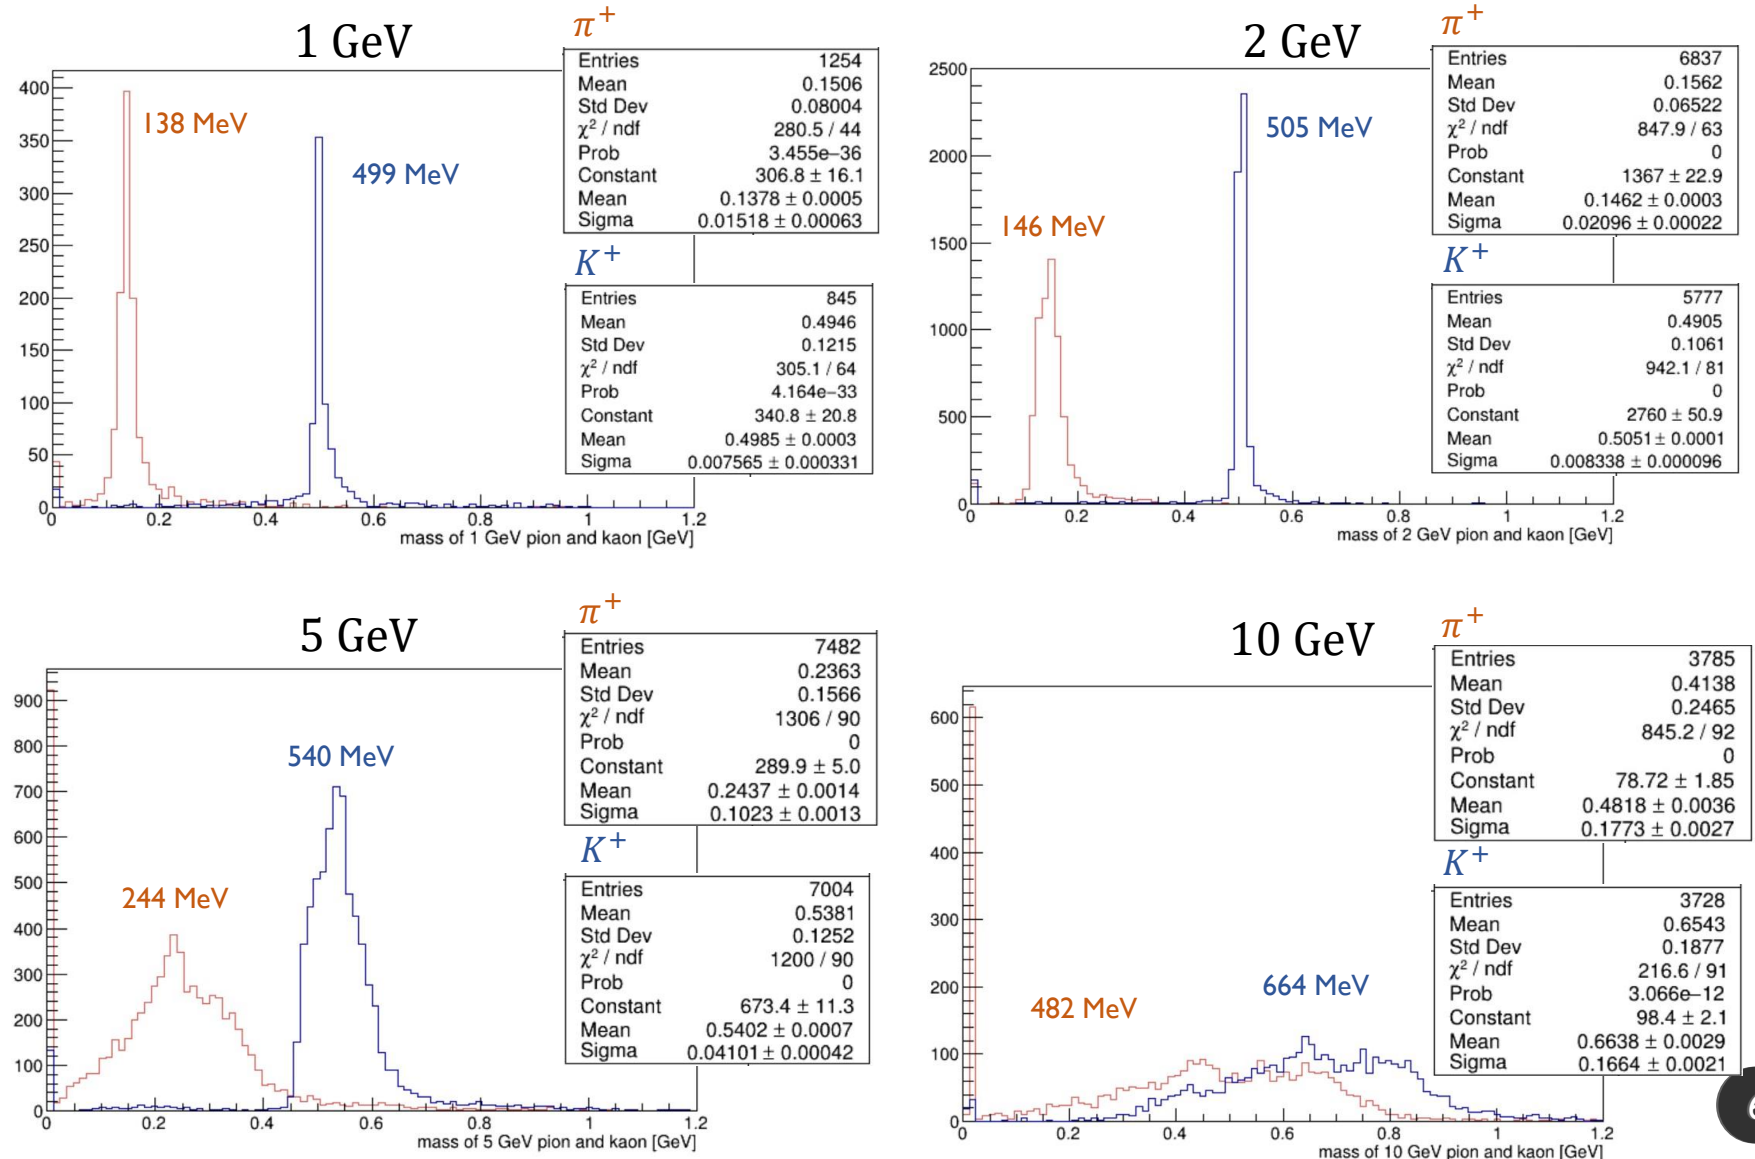 1 GeV
π⁺
Entries 1254
Mean 0.1506
Std Dev 0.08004
χ² / ndf 280.5 / 44
Prob 3.455e−36
Constant 306.8 ± 16.1
Mean 0.1378 ± 0.0005
Sigma 0.01518 ± 0.00063
K⁺
Entries 845
Mean 0.4946
Std Dev 0.1215
χ² / ndf 305.1 / 64
Prob 4.164e−33
Constant 340.8 ± 20.8
Mean 0.4985 ± 0.0003
Sigma 0.007565 ± 0.000331
138 MeV
499 MeV
400
350
300
250
200
150
100
50
0
0 0.2 0.4 0.6 0.8 1 1.2
mass of 1 GeV pion and kaon [GeV]
2 GeV
π⁺
Entries 6837
Mean 0.1562
Std Dev 0.06522
χ² / ndf 847.9 / 63
Prob 0
Constant 1367 ± 22.9
Mean 0.1462 ± 0.0003
Sigma 0.02096 ± 0.00022
K⁺
Entries 5777
Mean 0.4905
Std Dev 0.1061
χ² / ndf 942.1 / 81
Prob 0
Constant 2760 ± 50.9
Mean 0.5051 ± 0.0001
Sigma 0.008338 ± 0.000096
505 MeV
146 MeV
2500
2000
1500
1000
500
0
0 0.2 0.4 0.6 0.8 1 1.2
mass of 2 GeV pion and kaon [GeV]
5 GeV
π⁺
Entries 7482
Mean 0.2363
Std Dev 0.1566
χ² / ndf 1306 / 90
Prob 0
Constant 289.9 ± 5.0
Mean 0.2437 ± 0.0014
Sigma 0.1023 ± 0.0013
K⁺
Entries 7004
Mean 0.5381
Std Dev 0.1252
χ² / ndf 1200 / 90
Prob 0
Constant 673.4 ± 11.3
Mean 0.5402 ± 0.0007
Sigma 0.04101 ± 0.00042
540 MeV
244 MeV
900
800
700
600
500
400
300
200
100
0
0 0.2 0.4 0.6 0.8 1 1.2
mass of 5 GeV pion and kaon [GeV]
10 GeV
π⁺
Entries 3785
Mean 0.4138
Std Dev 0.2465
χ² / ndf 845.2 / 92
Prob 0
Constant 78.72 ± 1.85
Mean 0.4818 ± 0.0036
Sigma 0.1773 ± 0.0027
K⁺
Entries 3728
Mean 0.6543
Std Dev 0.1877
χ² / ndf 216.6 / 91
Prob 3.066e−12
Constant 98.4 ± 2.1
Mean 0.6638 ± 0.0029
Sigma 0.1664 ± 0.0021
664 MeV
482 MeV
600
500
400
300
200
100
0
0 0.2 0.4 0.6 0.8 1 1.2
mass of 10 GeV pion and kaon [GeV]